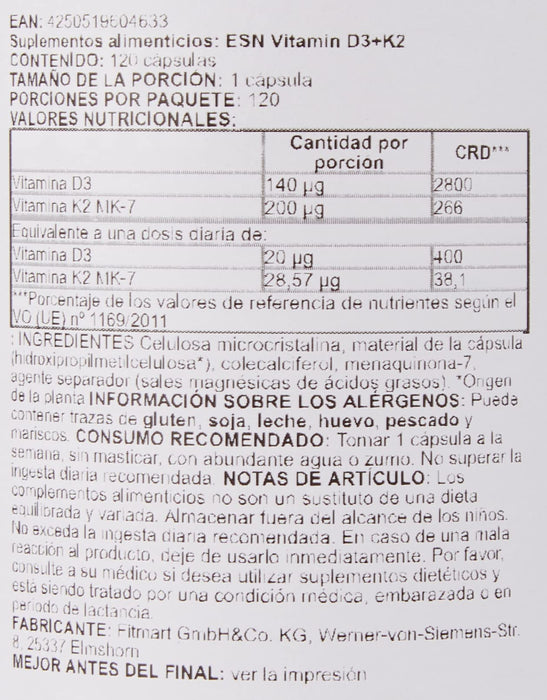 EAN: 4250519604633
Suplementos alimenticios: ESN Vitamin D3+K2
CONTENIDO: 120 cápsulas
TAMAÑO DE LA PORCIÓN: 1 cápsula
PORCIONES POR PAQUETE: 120
VALORES NUTRICIONALES:
Cantidad por porción CRD***
Vitamina D3 140 µg 2800
Vitamina K2 MK-7 200 µg 266
Equivalente a una dosis diaria de:
Vitamina D3 20 µg 400
Vitamina K2 MK-7 28,57 µg 38,1
***Porcentaje de los valores de referencia de nutrientes según el
VO (UE) nº 1169/2011
: INGREDIENTES Celulosa microcristalina, material de la cápsula
(hidroxipropilmetilcelulosa*), colecalciferol, menaquinona-7,
agente separador (sales magnésicas de ácidos grasos). *Origen
de la planta INFORMACIÓN SOBRE LOS ALÉRGENOS: Puede
contener trazas de gluten, soja, leche, huevo, pescado y
mariscos. CONSUMO RECOMENDADO: Tomar 1 cápsula a la
semana, sin masticar, con abundante agua o zumo. No superar la
ingesta diaria recomendada. NOTAS DE ARTÍCULO: Los
complementos alimenticios no son un sustituto de una dieta
equilibrada y variada. Almacenar fuera del alcance de los niños.
No exceda la ingesta diaria recomendada. En caso de una mala
reacción al producto, deje de usarlo inmediatamente. Por favor,
consulte a su médico si desea utilizar suplementos dietéticos y
está siendo tratado por una condición médica, embarazada o en
periodo de lactancia.
FABRICANTE: Fitmart GmbH&Co. KG, Werner-von-Siemens-Str.
8, 25337 Elmshorn
MEJOR ANTES DEL FINAL: ver la impresión